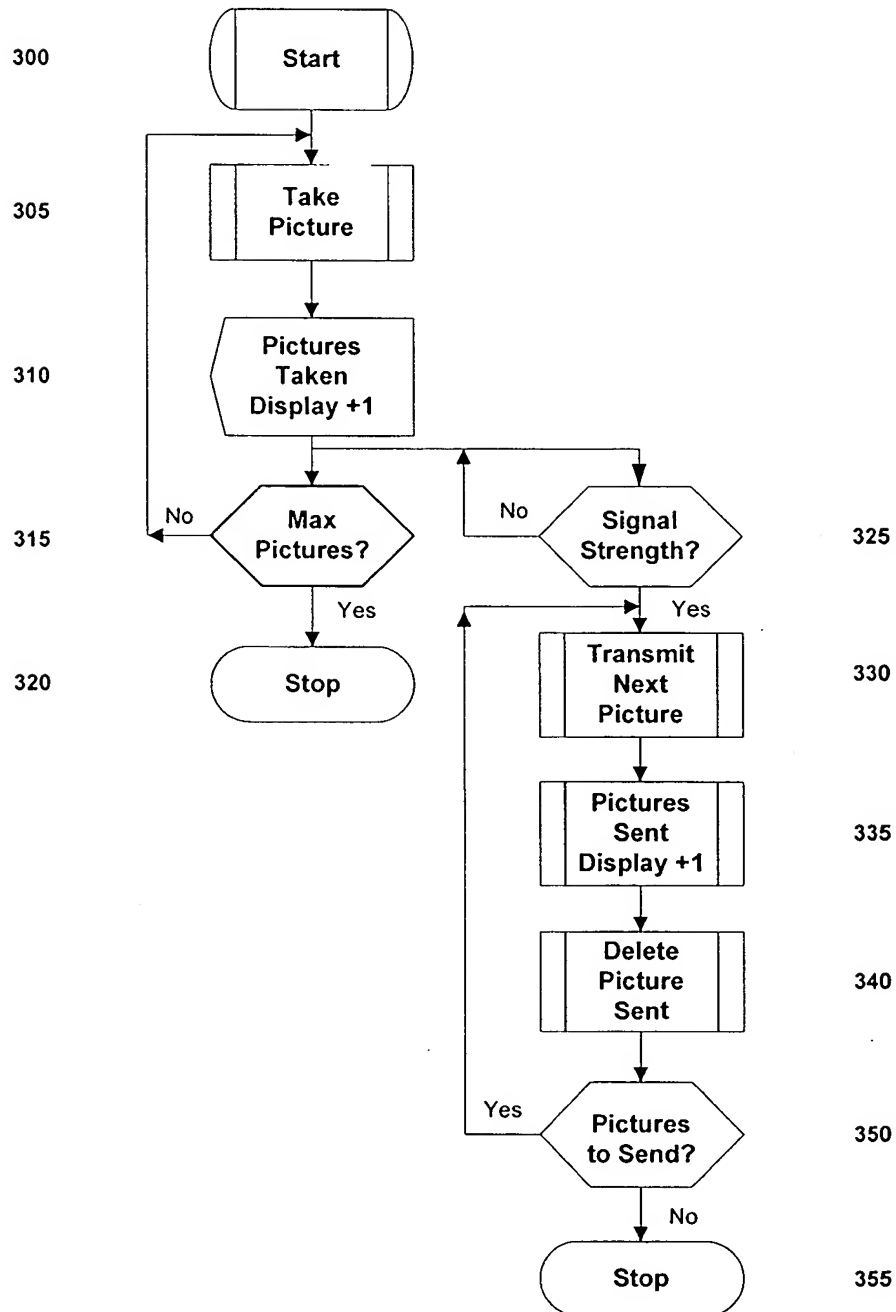 300
Start
305
Take
Picture
310
Pictures
Taken
Display +1
315
No
Max
Pictures?
Yes
320
Stop
No
Signal
Strength?
325
Yes
Transmit
Next
Picture
330
Pictures
Sent
Display +1
335
Delete
Picture
Sent
340
Yes
Pictures
to Send?
350
No
Stop
355